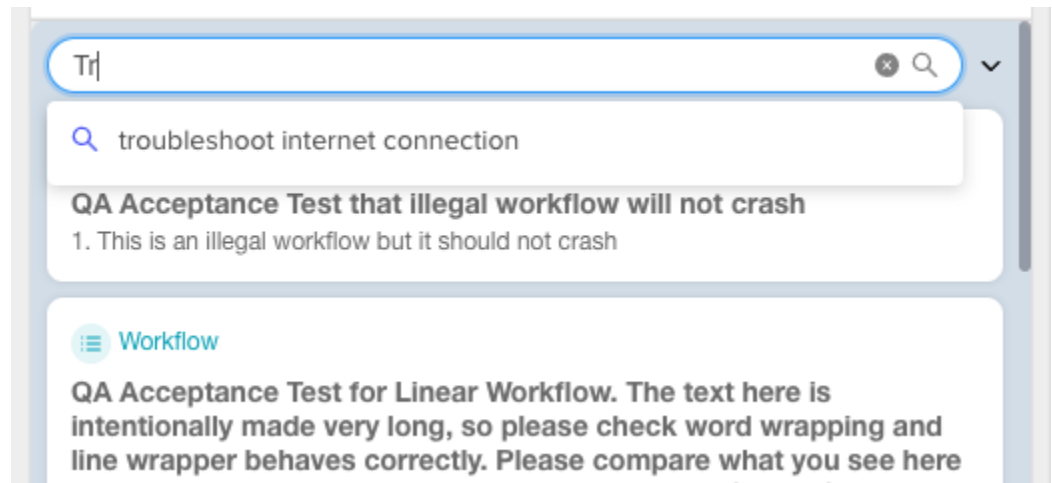 Tr
troubleshoot internet connection
QA Acceptance Test that illegal workflow will not crash
1. This is an illegal workflow but it should not crash
Workflow
QA Acceptance Test for Linear Workflow. The text here is
intentionally made very long, so please check word wrapping and
line wrapper behaves correctly. Please compare what you see here